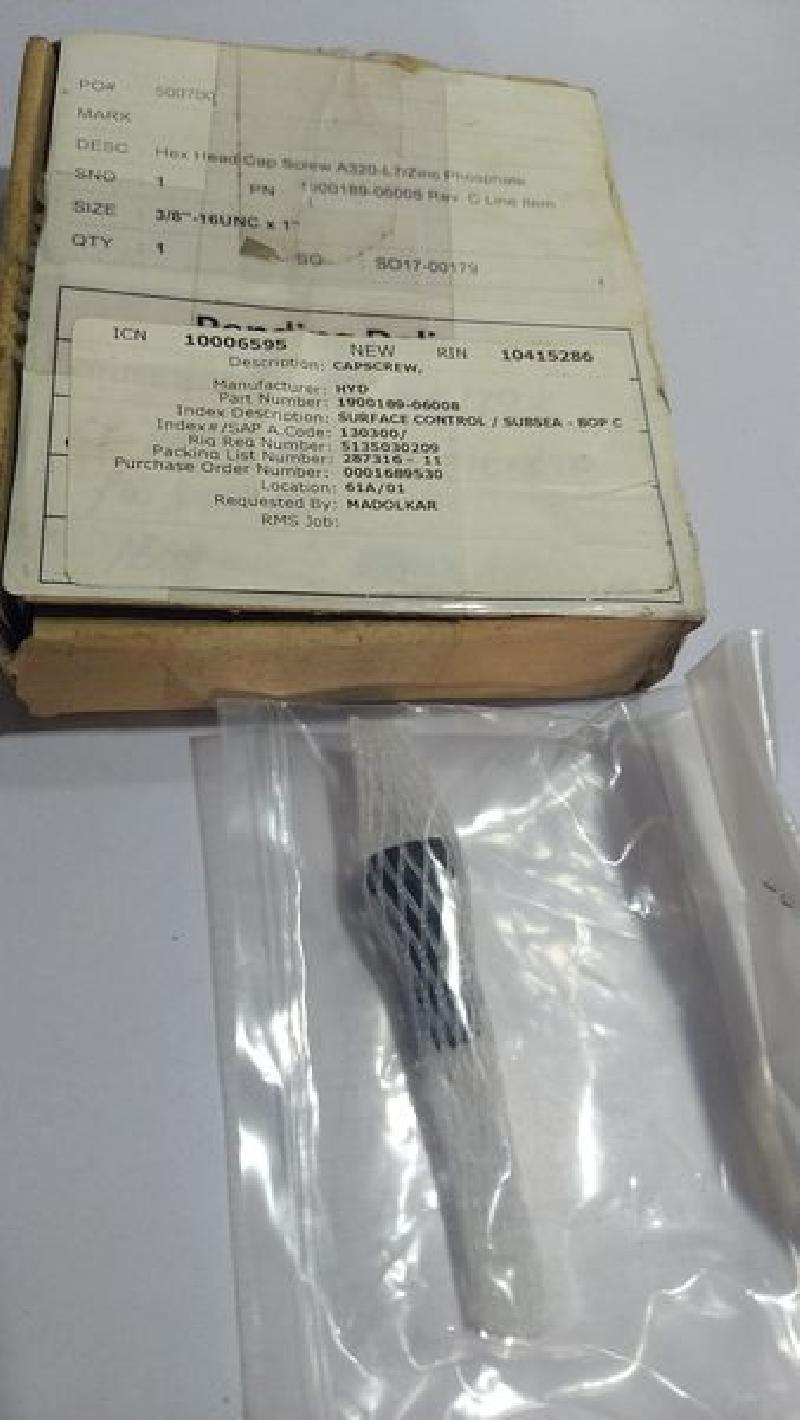 PO# 500700
MARK
DESC Hex Head Cap Screw A320-L7/Zinc Phosphate
SNO 1 PN 1900189-06008 Rev. C Line Item
1
SIZE 3/8"-16UNC x 1"
QTY 1 SO SO17-00179
ICN 10006595 NEW RIN 10415286
Description: CAPSCREW,
Manufacturer: HYD
Part Number: 1900189-06008
Index Description: SURFACE CONTROL / SUBSEA - BOP C
Index#/SAP A.Code: 130300/
Rig Req Number: 5135030209
Packing List Number: 287316 - 11
Purchase Order Number: 0001689530
Location: 61A/01
Requested By: MADOLKAR
RMS Job: